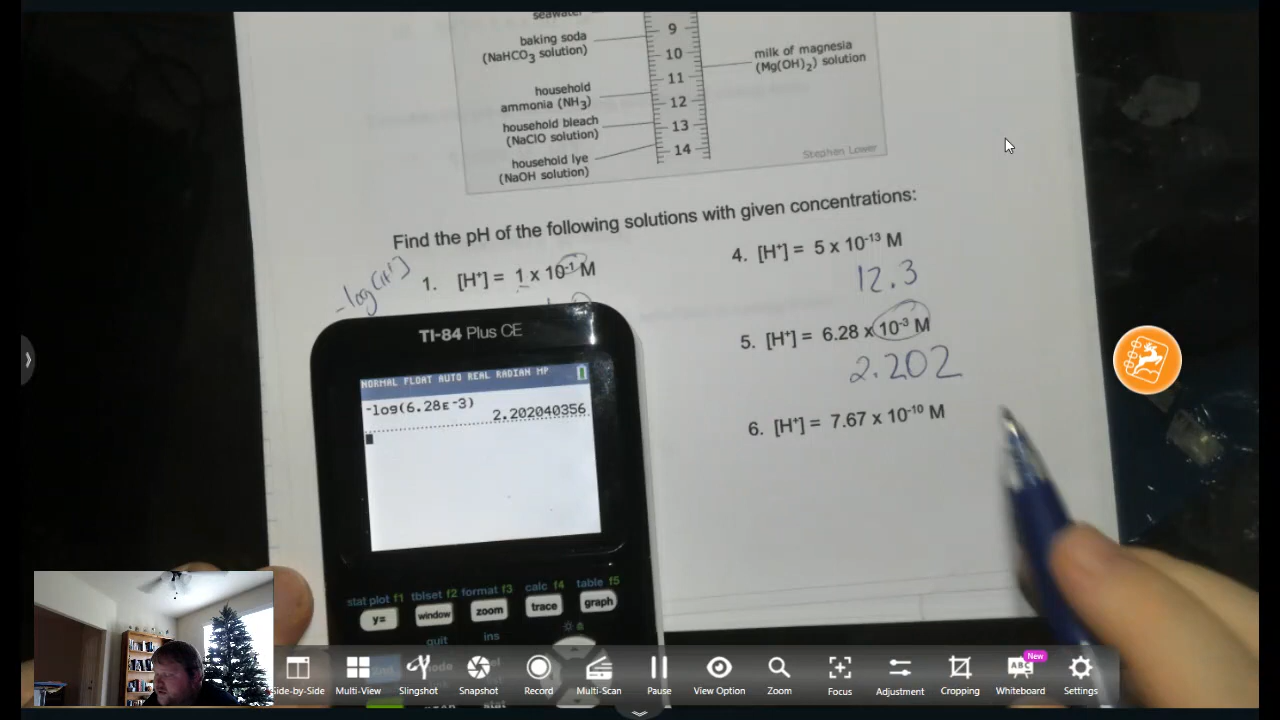 seawater
9
baking soda
(NaHCO3 solution)
10
milk of magnesia
(Mg(OH)2) solution
11
household
ammonia (NH3)
12
household bleach
(NaClO solution)
13
household lye
(NaOH solution)
14
Stephen Lower
Find the pH of the following solutions with given concentrations:
-log[H+]
1. [H+] = 1 x 10-1 M
4. [H+] = 5 x 10-13 M
12.3
5. [H+] = 6.28 x 10-3 M
2.202
6. [H+] = 7.67 x 10-10 M
TI-84 Plus CE
NORMAL FLOAT AUTO REAL RADIAN MP
-log(6.28E-3)
2.202040356
stat plot f1 tblset f2 format f3 calc f4 table f5
y= window zoom trace graph
quit ins
Side-by-Side Multi-View Slingshot Snapshot Record Multi-Scan Pause View Option Zoom Focus Adjustment Cropping Whiteboard Settings
New
ABC